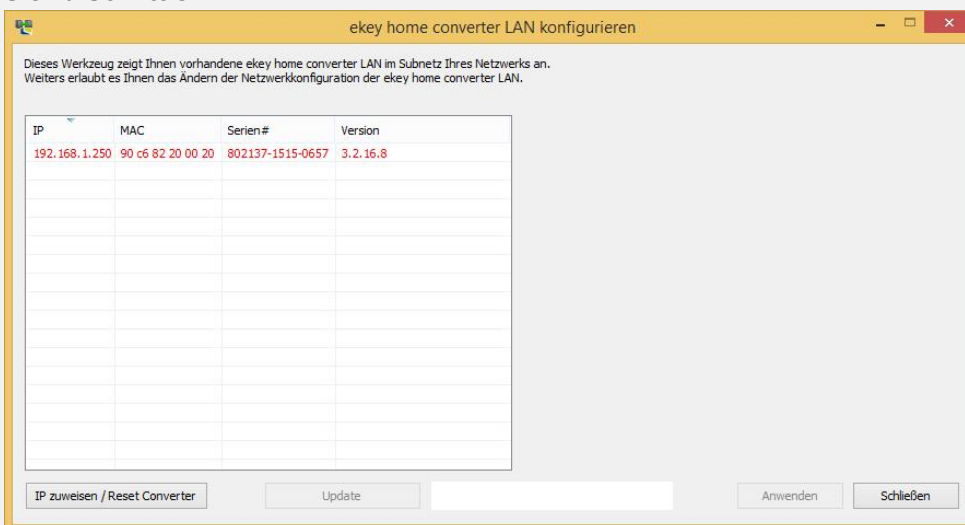 ekey home converter LAN konfigurieren
Dieses Werkzeug zeigt Ihnen vorhandene ekey home converter LAN im Subnetz Ihres Netzwerks an.
Weiters erlaubt es Ihnen das Ändern der Netzwerkkonfiguration der ekey home converter LAN.
IP MAC Serien# Version
192.168.1.250 90 c6 82 20 00 20 802137-1515-0657 3.2.16.8
IP zuweisen / Reset Converter Update Anwenden Schließen